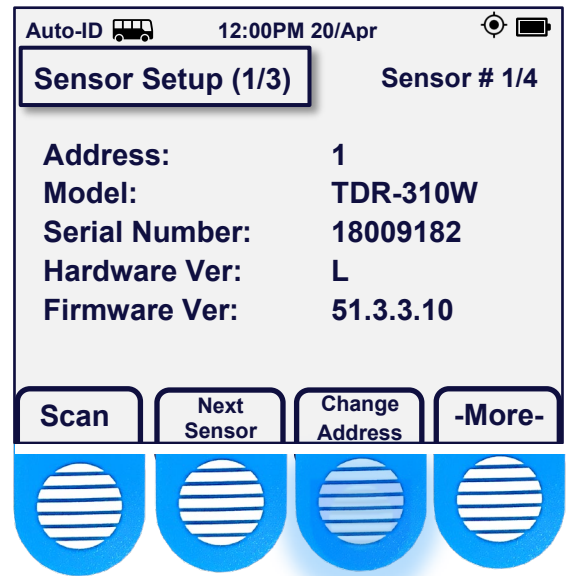 Auto-ID 12:00PM 20/Apr
Sensor Setup (1/3) Sensor # 1/4
Address: 1
Model: TDR-310W
Serial Number: 18009182
Hardware Ver: L
Firmware Ver: 51.3.3.10
Scan
Next
Sensor
Change
Address
-More-